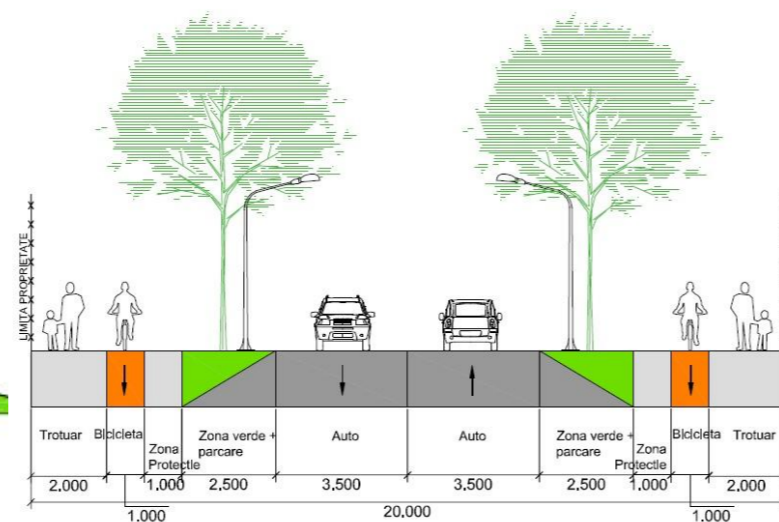 LIMITA PROPRIETATE
Trotuar
Bicicleta
Zona
Protectie
Zona verde +
parcare
Auto
Auto
Zona verde +
parcare
Zona
Protectie
Bicicleta
Trotuar
2.000
1.000
2,500
3,500
3,500
2,500
1.000
2.000
1.000
20.000
1.000